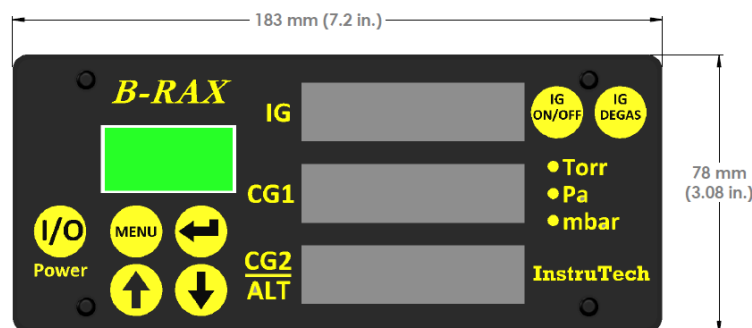 183 mm (7.2 in.)
B-RAX
IG
IG
ON/OFF
IG
DEGAS
CG1
Torr
Pa
mbar
78 mm
(3.08 in.)
I/O
MENU
Power
CG2
ALT
InstruTech